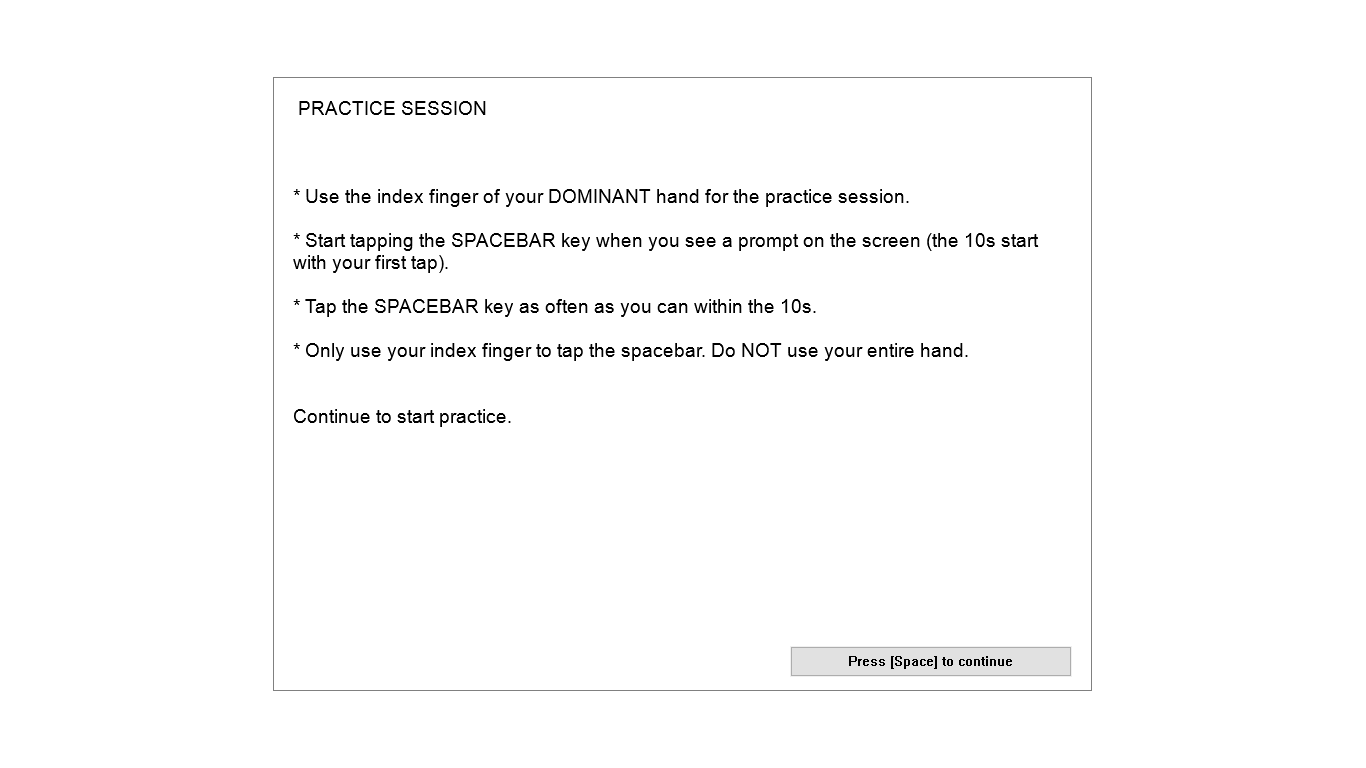 PRACTICE SESSION
* Use the index finger of your DOMINANT hand for the practice session.
* Start tapping the SPACEBAR key when you see a prompt on the screen (the 10s start
with your first tap).
* Tap the SPACEBAR key as often as you can within the 10s.
* Only use your index finger to tap the spacebar. Do NOT use your entire hand.
Continue to start practice.
Press [Space] to continue